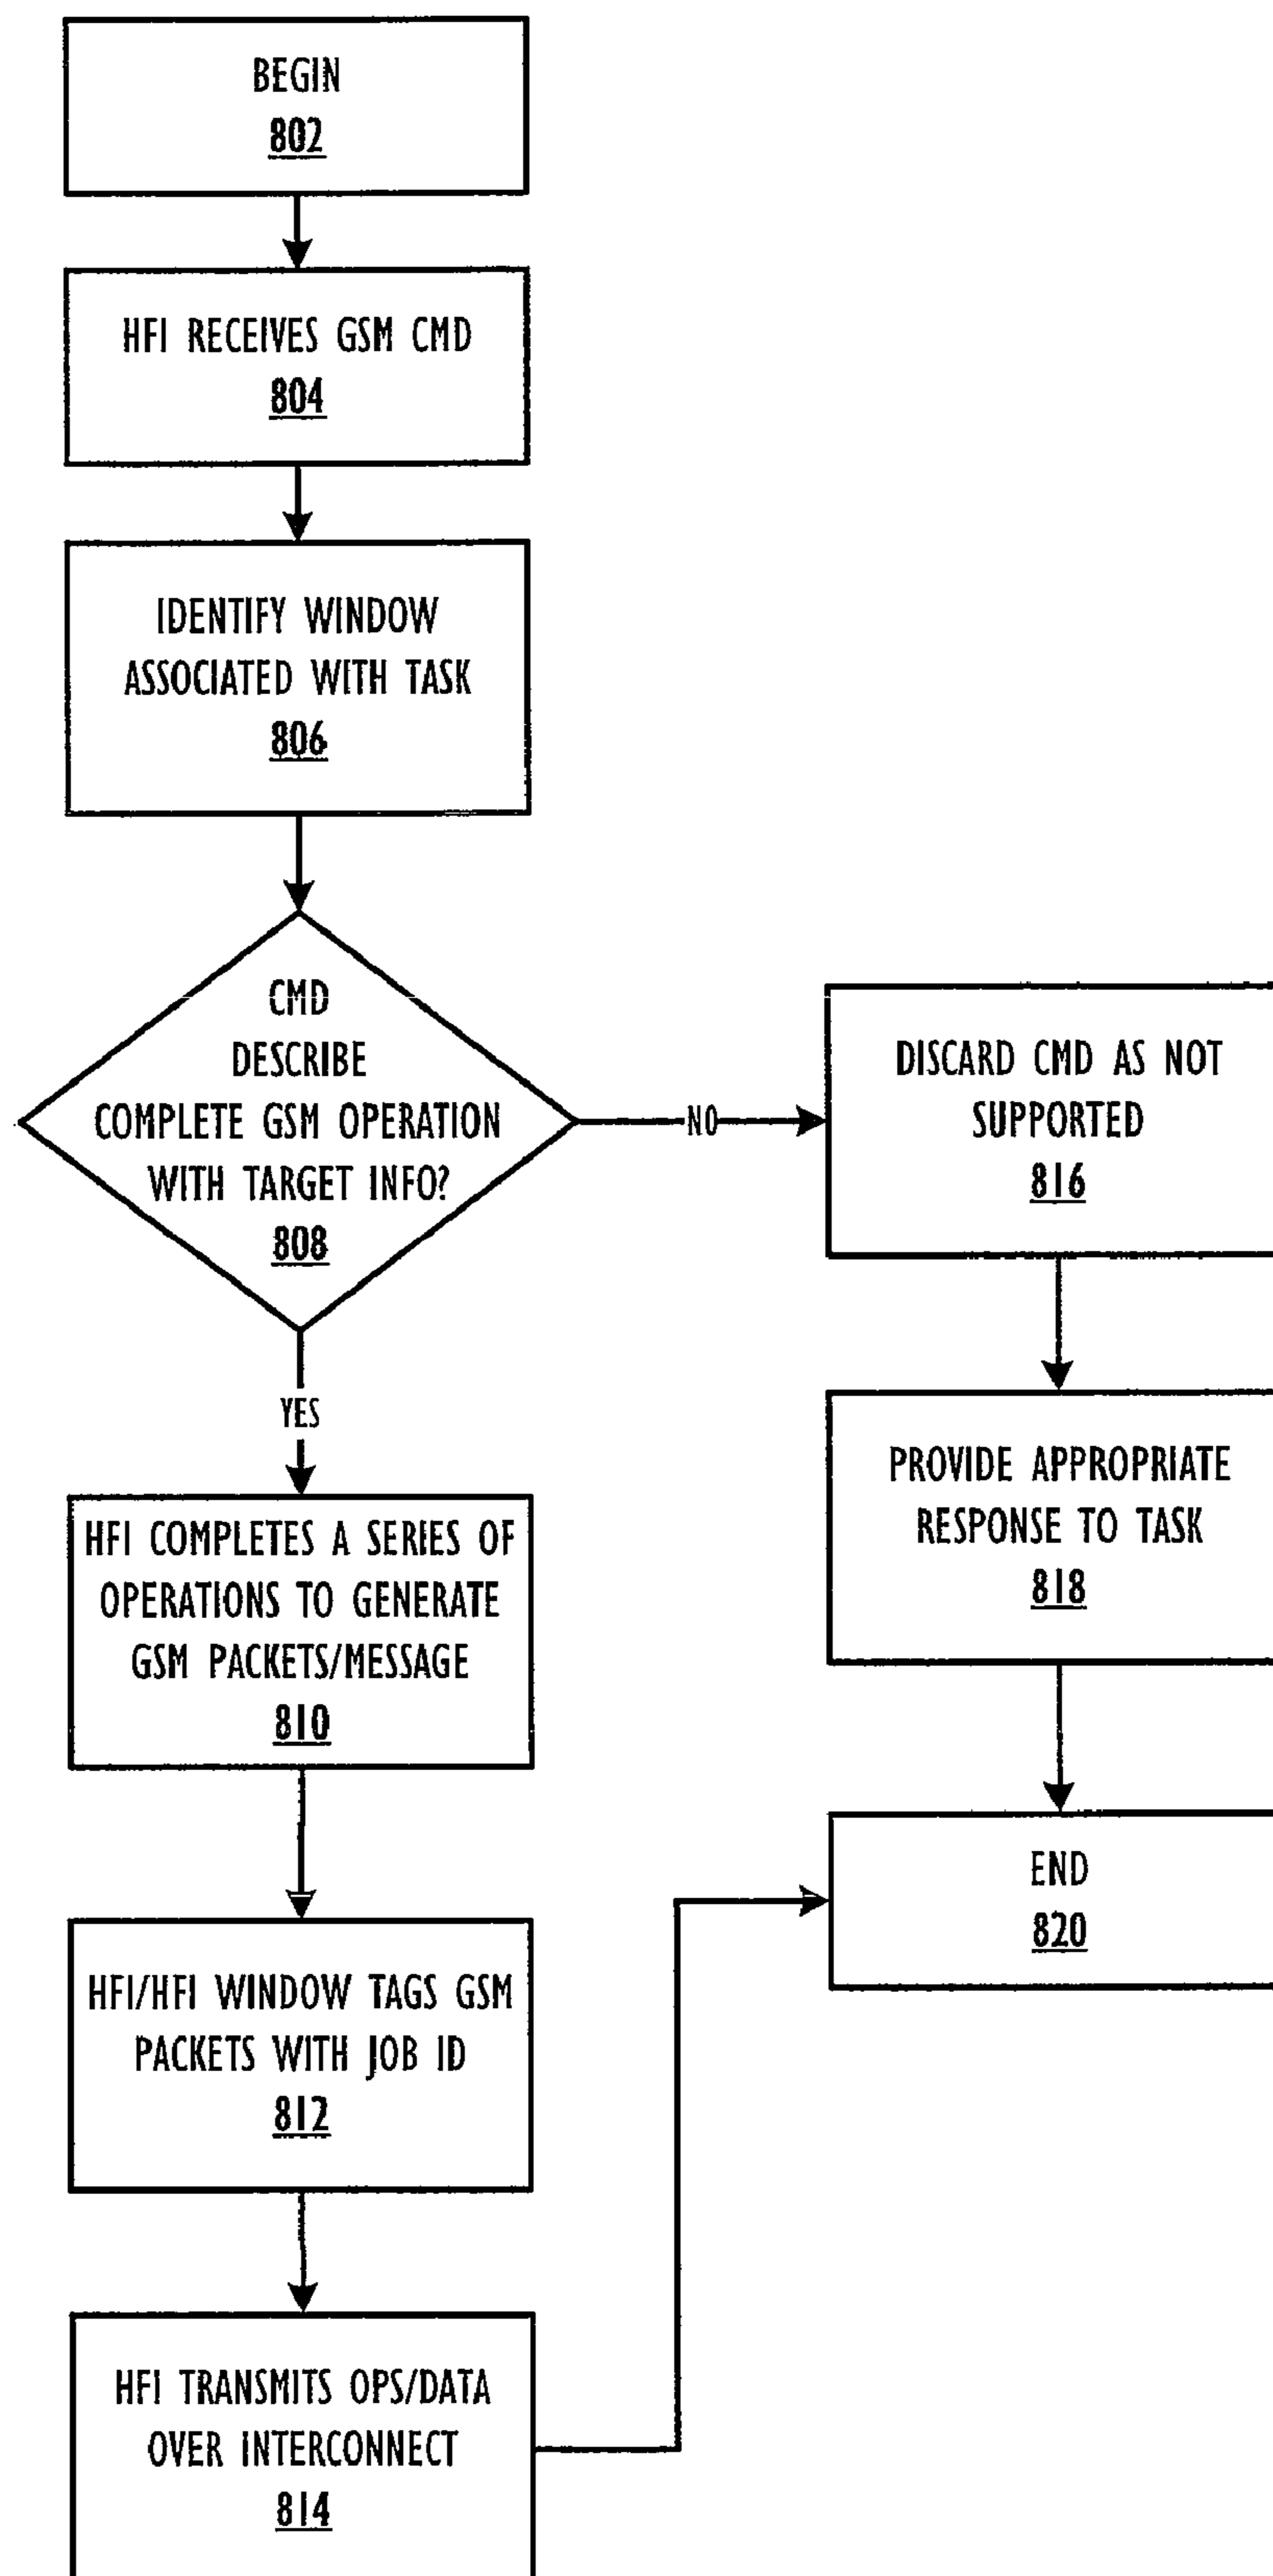 BEGIN
802
HFI RECEIVES GSM CMD
804
IDENTIFY WINDOW
ASSOCIATED WITH TASK
806
CMD
DESCRIBE
COMPLETE GSM OPERATION
WITH TARGET INFO?
808
NO
DISCARD CMD AS NOT
SUPPORTED
816
YES
PROVIDE APPROPRIATE
RESPONSE TO TASK
818
HFI COMPLETES A SERIES OF
OPERATIONS TO GENERATE
GSM PACKETS/MESSAGE
810
END
820
HFI/HFI WINDOW TAGS GSM
PACKETS WITH JOB ID
812
HFI TRANSMITS OPS/DATA
OVER INTERCONNECT
814